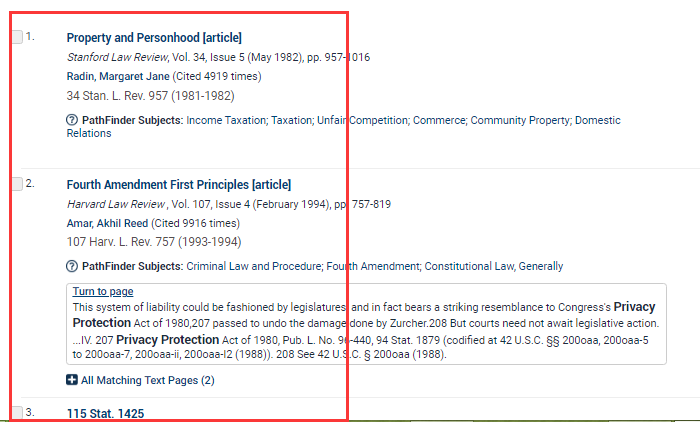 1. Property and Personhood [article]
Stanford Law Review, Vol. 34, Issue 5 (May 1982), pp. 957-1016
Radin, Margaret Jane (Cited 4919 times)
34 Stan. L. Rev. 957 (1981-1982)
PathFinder Subjects: Income Taxation; Taxation; Unfair Competition; Commerce; Community Property; Domestic
Relations
2. Fourth Amendment First Principles [article]
Harvard Law Review , Vol. 107, Issue 4 (February 1994), pp. 757-819
Amar, Akhil Reed (Cited 9916 times)
107 Harv. L. Rev. 757 (1993-1994)
PathFinder Subjects: Criminal Law and Procedure; Fourth Amendment; Constitutional Law, Generally
Turn to page
This system of liability could be fashioned by legislatures, and in fact bears a striking resemblance to Congress's Privacy
Protection Act of 1980,207 passed to undo the damage done by Zurcher.208 But courts need not await legislative action.
...IV. 207 Privacy Protection Act of 1980, Pub. L. No. 96-440, 94 Stat. 1879 (codified at 42 U.S.C. §§ 200oaa, 200oaa-5
to 200oaa-7, 200oaa-ii, 200oaa-I2 (1988)). 208 See 42 U.S.C. § 200oaa (1988).
All Matching Text Pages (2)
3. 115 Stat. 1425